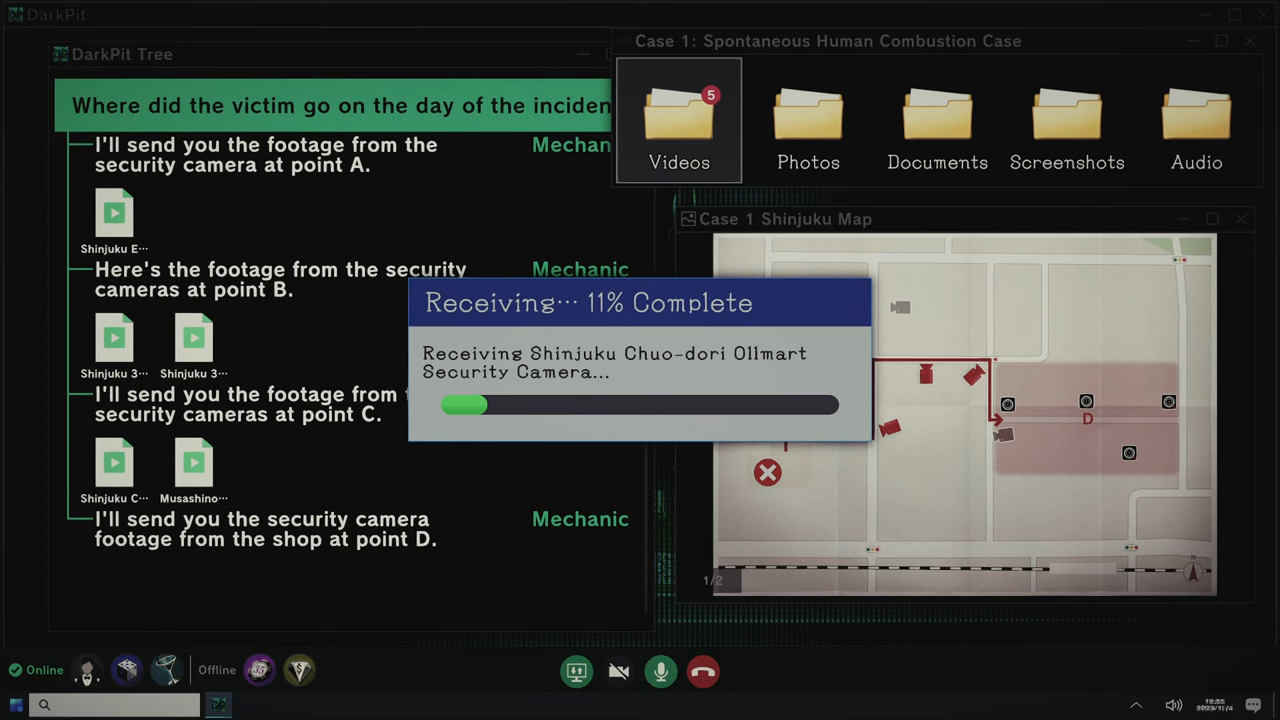 DarkPit
DarkPit Tree
Where did the victim go on the day of the inciden
I'll send you the footage from the
security camera at point A.
Mechan
Shinjuku E…
Here's the footage from the security
cameras at point B.
Mechanic
Shinjuku 3…
Shinjuku 3…
I'll send you the footage from
security cameras at point C.
Shinjuku C…
Musashino…
I'll send you the security camera
footage from the shop at point D.
Mechanic
Case 1: Spontaneous Human Combustion Case
5
Videos
Photos
Documents
Screenshots
Audio
Case 1 Shinjuku Map
D
N
1/2
Receiving… 11% Complete
Receiving Shinjuku Chuo-dori Ollmart
Security Camera...
Online
Offline